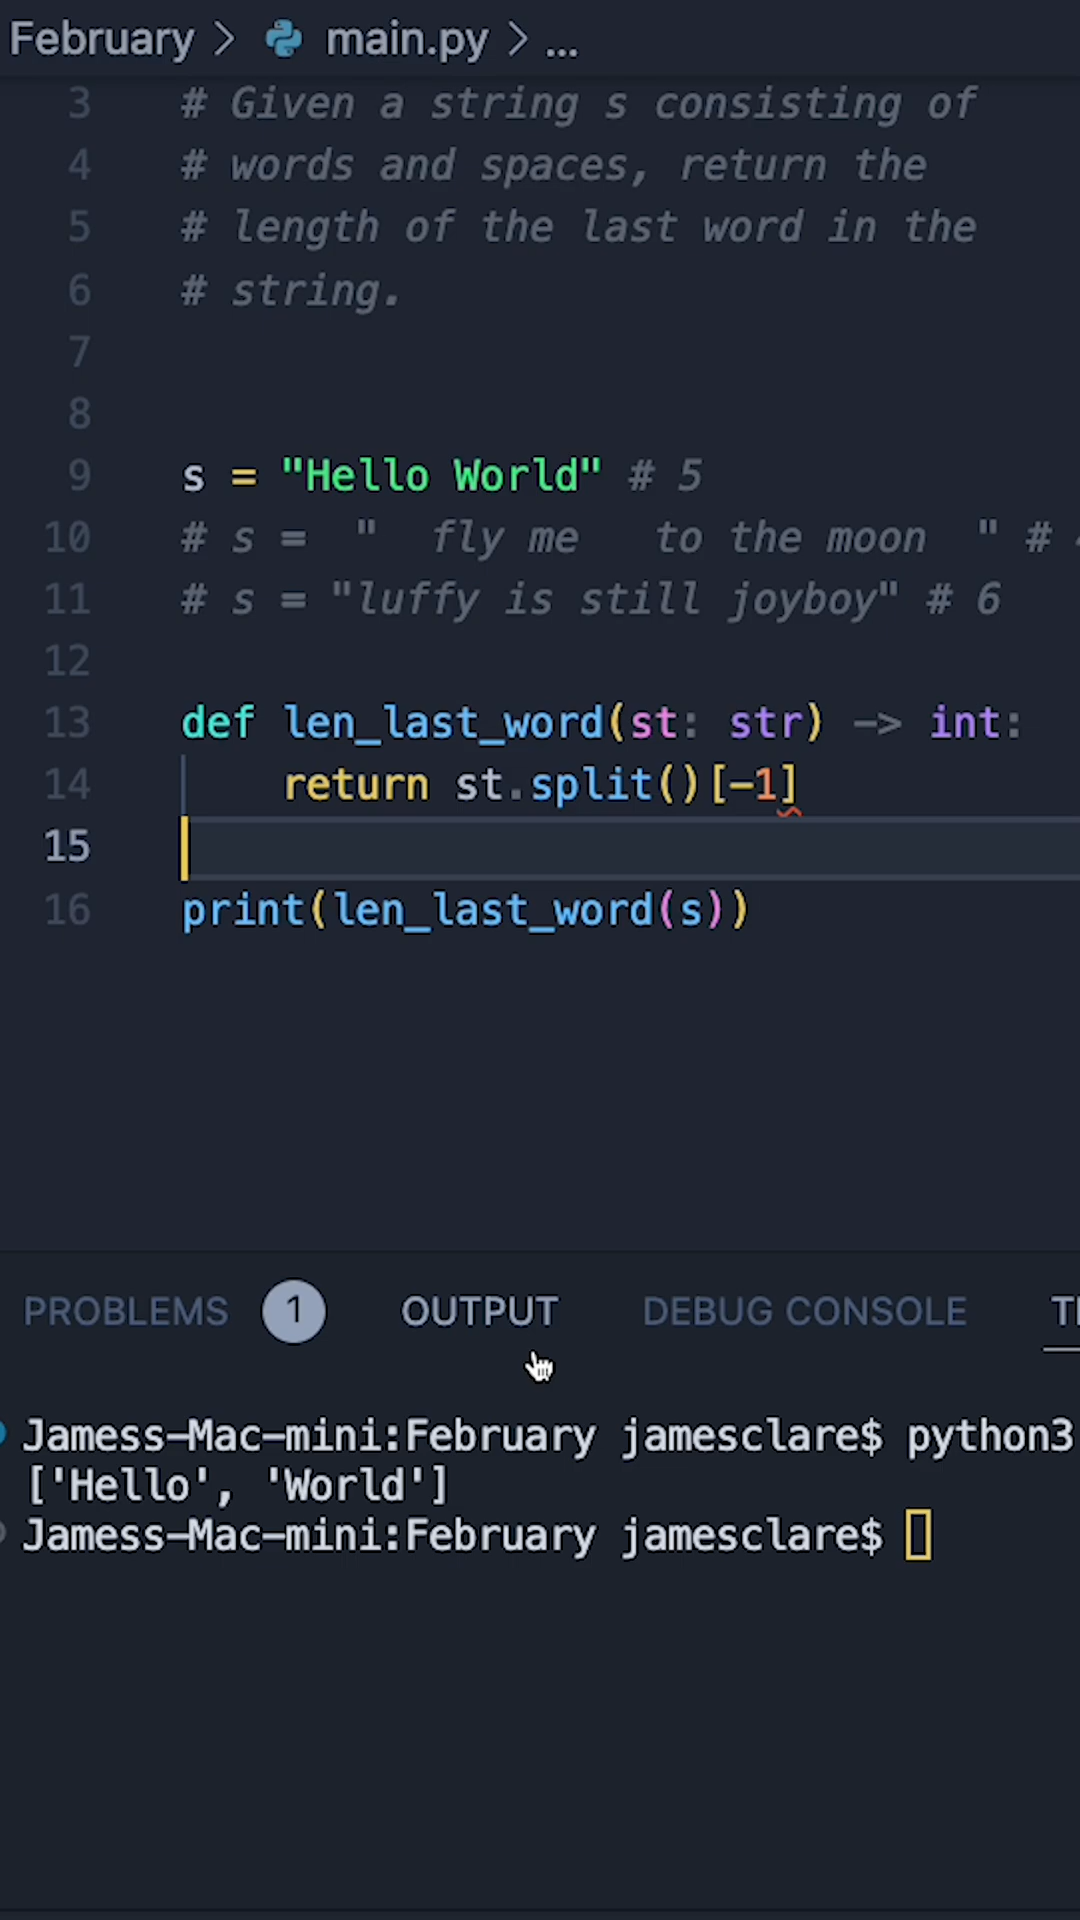 February > main.py > ...
3 # Given a string s consisting of
4 # words and spaces, return the
5 # length of the last word in the
6 # string.
7
8
9 s = "Hello World" # 5
10 # s =  "  fly me   to the moon  " #
11 # s = "luffy is still joyboy" # 6
12
13 def len_last_word(st: str) -> int:
14     return st.split()[-1]
15
16 print(len_last_word(s))
PROBLEMS 1 OUTPUT DEBUG CONSOLE
Jamess-Mac-mini:February jamesclare$ python3
['Hello', 'World']
Jamess-Mac-mini:February jamesclare$